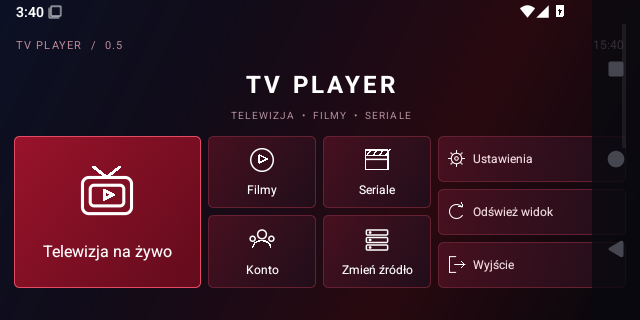 3:40
TV PLAYER / 0.5
15:40
TV PLAYER
TELEWIZJA • FILMY • SERIALE
Telewizja na żywo
Filmy
Seriale
Konto
Zmień źródło
Ustawienia
Odśwież widok
Wyjście